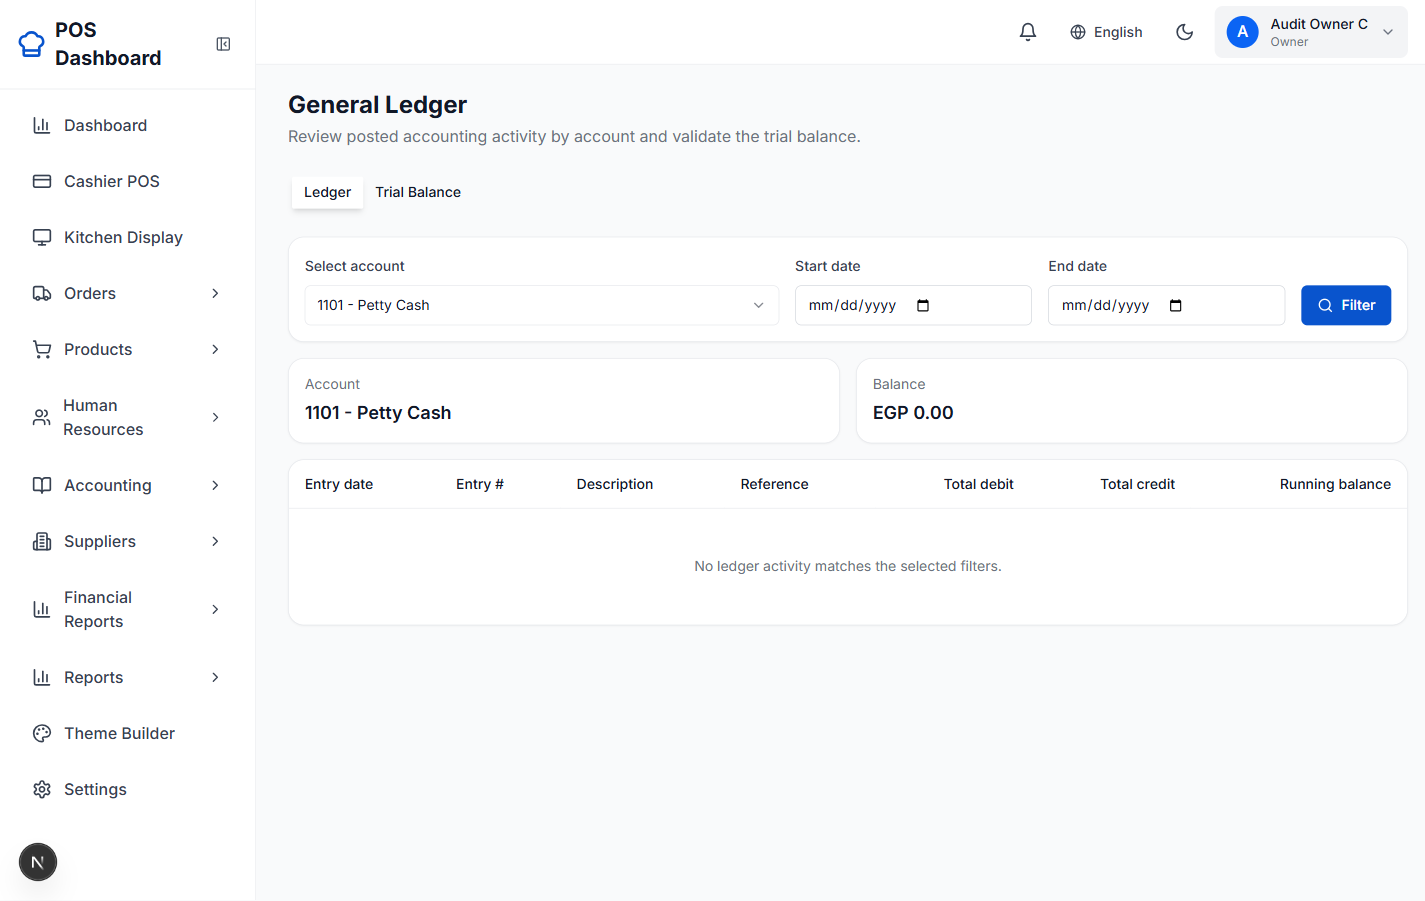 POS
Dashboard
English
A
Audit Owner C
Owner
Dashboard
Cashier POS
Kitchen Display
Orders
Products
Human
Resources
Accounting
Suppliers
Financial
Reports
Reports
Theme Builder
Settings
N
General Ledger
Review posted accounting activity by account and validate the trial balance.
Ledger Trial Balance
Select account Start date End date
1101 - Petty Cash mm/dd/yyyy mm/dd/yyyy Filter
Account
1101 - Petty Cash
Balance
EGP 0.00
Entry date Entry # Description Reference Total debit Total credit Running balance
No ledger activity matches the selected filters.